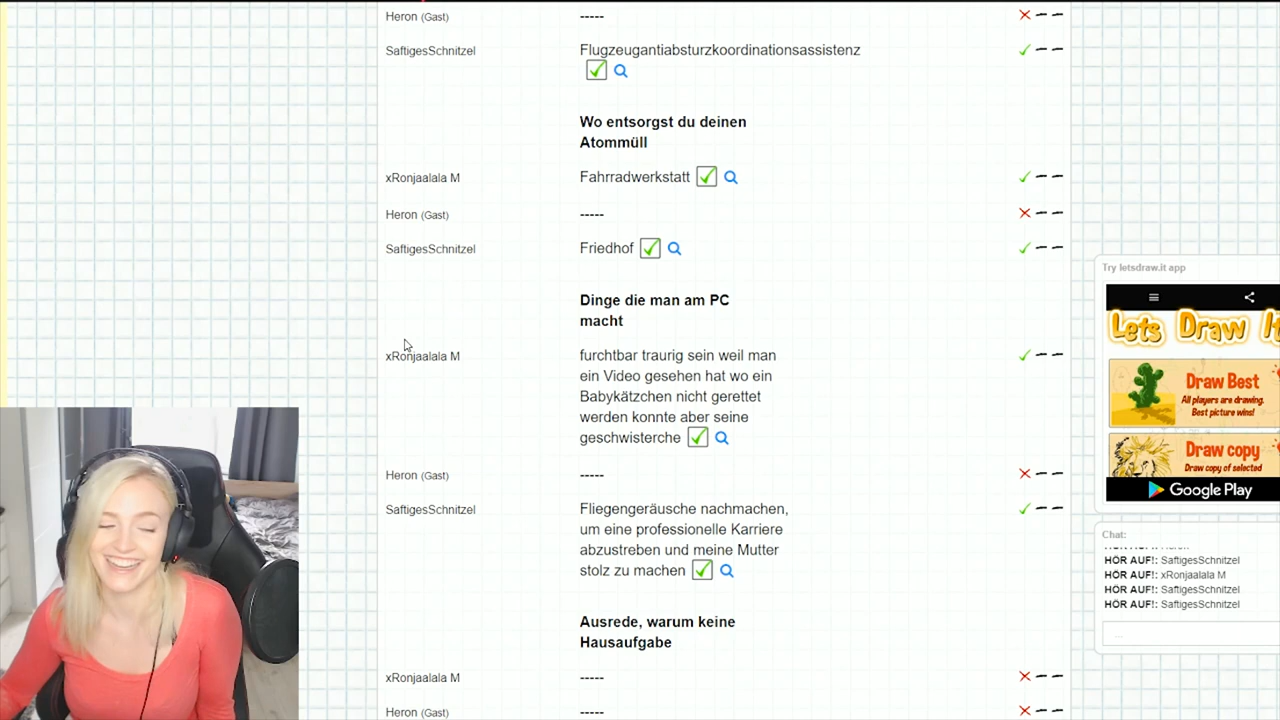 Heron (Gast)
-----
SaftigesSchnitzel
Flugzeugantiabsturzkoordinationsassistenz
Wo entsorgst du deinen
Atommüll
xRonjaalala M
Fahrradwerkstatt
Heron (Gast)
-----
SaftigesSchnitzel
Friedhof
Dinge die man am PC
macht
xRonjaalala M
furchtbar traurig sein weil man
ein Video gesehen hat wo ein
Babykätzchen nicht gerettet
werden konnte aber seine
geschwisterche
Heron (Gast)
-----
SaftigesSchnitzel
Fliegengeräusche nachmachen,
um eine professionelle Karriere
abzustreben und meine Mutter
stolz zu machen
Ausrede, warum keine
Hausaufgabe
xRonjaalala M
-----
Heron (Gast)
-----
Try letsdraw.it app
Lets Draw It
Draw Best
All players are drawing.
Best picture wins!
Draw copy
Draw copy of selected
Google Play
Chat:
HÖR AUF!: SaftigesSchnitzel
HÖR AUF!: xRonjaalala M
HÖR AUF!: SaftigesSchnitzel
HÖR AUF!: SaftigesSchnitzel